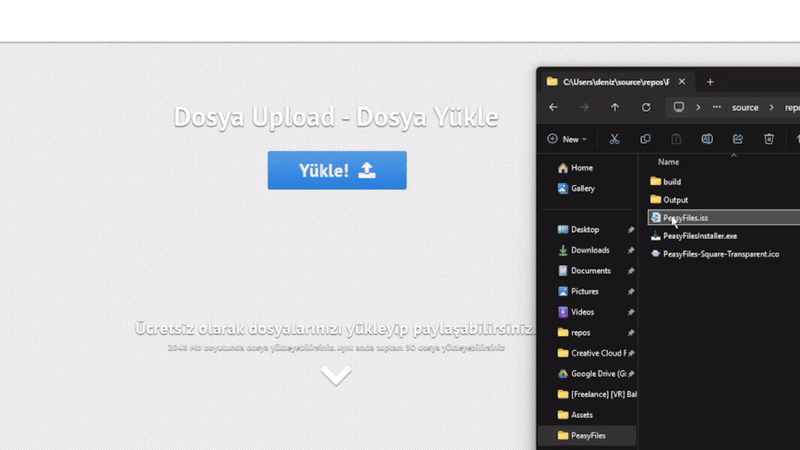 Dosya Upload - Dosya Yükle
Yükle!
Ücretsiz olarak dosyalarınızı yükleyip paylaşabilirsiniz.
2048 Mb boyutunda dosya yükleyebilirsiniz. Aynı anda toplam 30 dosya yükleyebilirsiniz
C:\Users\deniz\source\repos\F
source
repo
New
Name
Home
Gallery
Desktop
Downloads
Documents
Pictures
Videos
repos
Creative Cloud F
Google Drive (G:
[Freelance] [VR] Bal
Assets
PeasyFiles
build
Output
PeasyFiles.iss
PeasyFilesInstaller.exe
PeasyFiles-Square-Transparent.ico